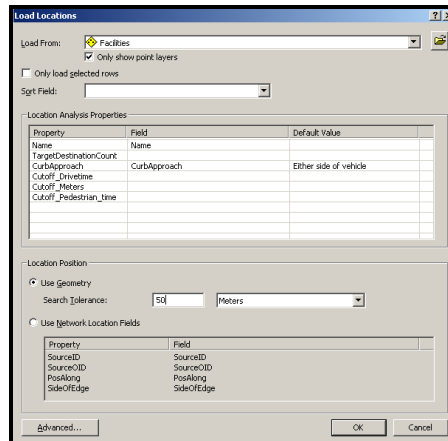 Load Locations
Load From: Facilities
Only show point layers
Only load selected rows
Sort Field:
Location Analysis Properties
Property Field Default Value
Name Name
TargetDestinationCount
CurbApproach CurbApproach Either side of vehicle
Cutoff_Drivetime
Cutoff_Meters
Cutoff_Pedestrian_time
Location Position
Use Geometry
Search Tolerance: 50 Meters
Use Network Location Fields
Property Field
SourceID SourceID
SourceOID SourceOID
PosAlong PosAlong
SideOfEdge SideOfEdge
Advanced... OK Cancel